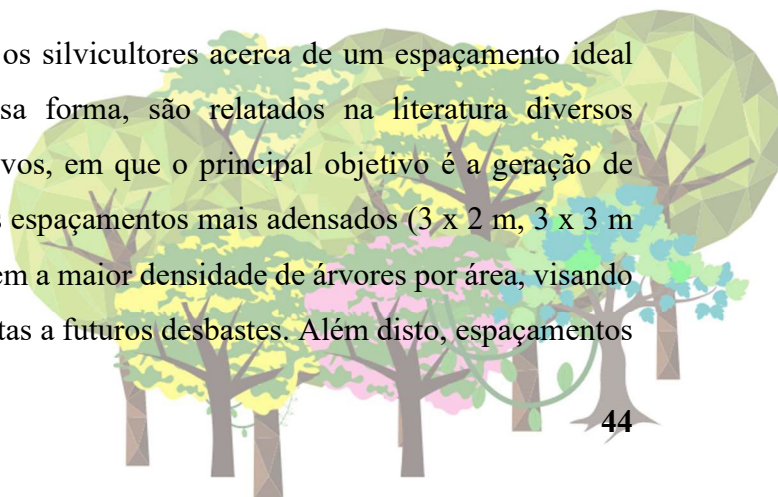 os silvicultores acerca de um espaçamento ideal
sa forma, são relatados na literatura diversos
vos, em que o principal objetivo é a geração de
s espaçamentos mais adensados (3 x 2 m, 3 x 3 m
em a maior densidade de árvores por área, visando
tas a futuros desbastes. Além disto, espaçamentos
44